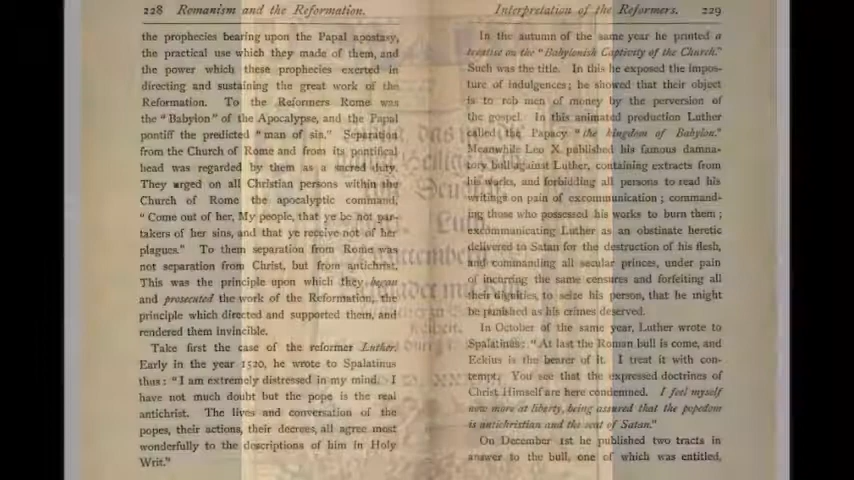 228 Romanism and the Reformation.
the prophecies bearing upon the Papal apostasy,
the practical use which they made of them, and
the power which these prophecies exerted in
directing and sustaining the great work of the
Reformation. To the Reformers Rome was
the "Babylon" of the Apocalypse, and the Papal
pontiff the predicted "man of sin." Separation
from the Church of Rome and from its pontifical
head was regarded by them as a sacred duty.
They urged on all Christian persons within the
Church of Rome the apocalyptic command,
"Come out of her, My people, that ye be not par-
takers of her sins, and that ye receive not of her
plagues." To them separation from Rome was
not separation from Christ, but from antichrist.
This was the principle upon which they began
and prosecuted the work of the Reformation, the
principle which directed and supported them, and
rendered them invincible.
Take first the case of the reformer Luther.
Early in the year 1520, he wrote to Spalatinus
thus: "I am extremely distressed in my mind. I
have not much doubt but the pope is the real
antichrist. The lives and conversation of the
popes, their actions, their decrees, all agree most
wonderfully to the descriptions of him in Holy
Writ."
Interpretation of the Reformers. 229
In the autumn of the same year he printed a
treatise on the "Babylonish Captivity of the Church."
Such was the title. In this he exposed the impos-
ture of indulgences; he showed that their object
is to rob men of money by the perversion of
the gospel. In this animated production Luther
called the Papacy "the kingdom of Babylon."
Meanwhile Leo X. published his famous damna-
tory bull against Luther, containing extracts from
his works, and forbidding all persons to read his
writings on pain of excommunication; command-
ing those who possessed his works to burn them;
excommunicating Luther as an obstinate heretic
delivered to Satan for the destruction of his flesh,
and commanding all secular princes, under pain
of incurring the same censures and forfeiting all
their dignities, to seize his person, that he might
be punished as his crimes deserved.
In October of the same year, Luther wrote to
Spalatinus: "At last the Roman bull is come, and
Eckius is the bearer of it. I treat it with con-
tempt. You see that the expressed doctrines of
Christ Himself are here condemned. I feel myself
now more at liberty, being assured that the popedom
is antichristian and the seat of Satan."
On December 1st he published two tracts in
answer to the bull, one of which was entitled,